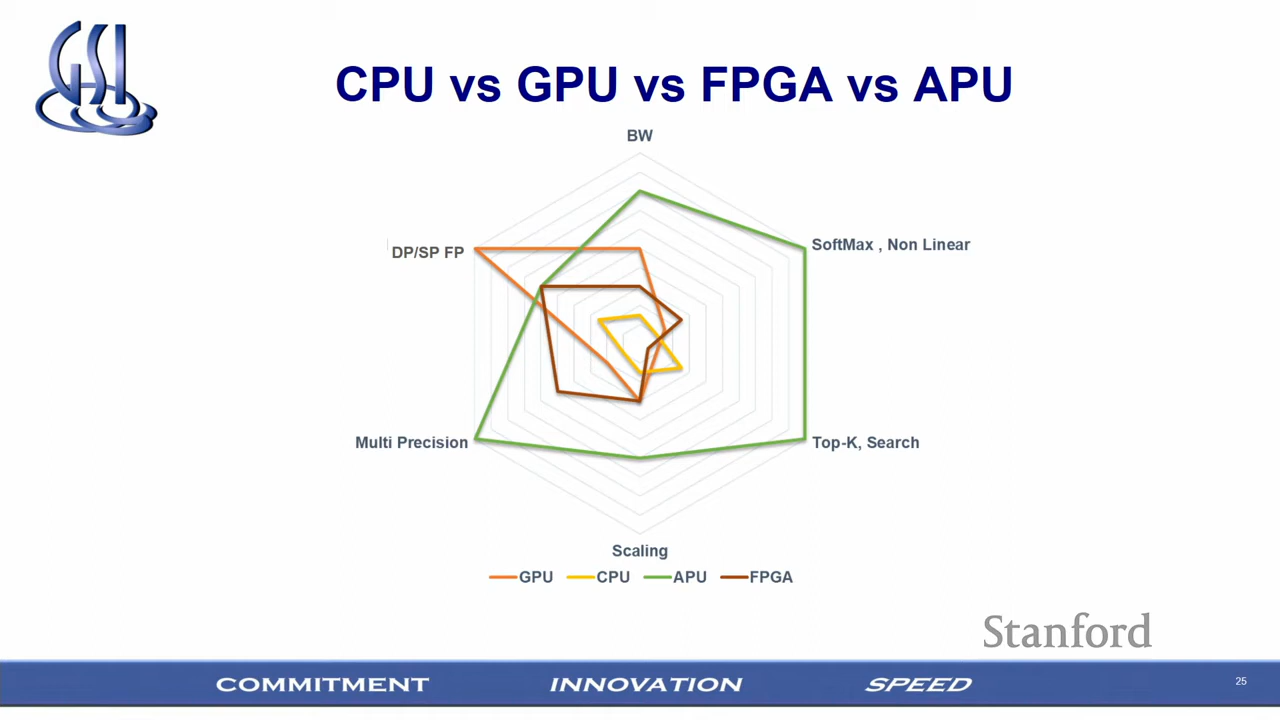 GSI
CPU vs GPU vs FPGA vs APU
BW
DP/SP FP
SoftMax , Non Linear
Multi Precision
Top-K, Search
Scaling
GPU CPU APU FPGA
Stanford
COMMITMENT INNOVATION SPEED 25